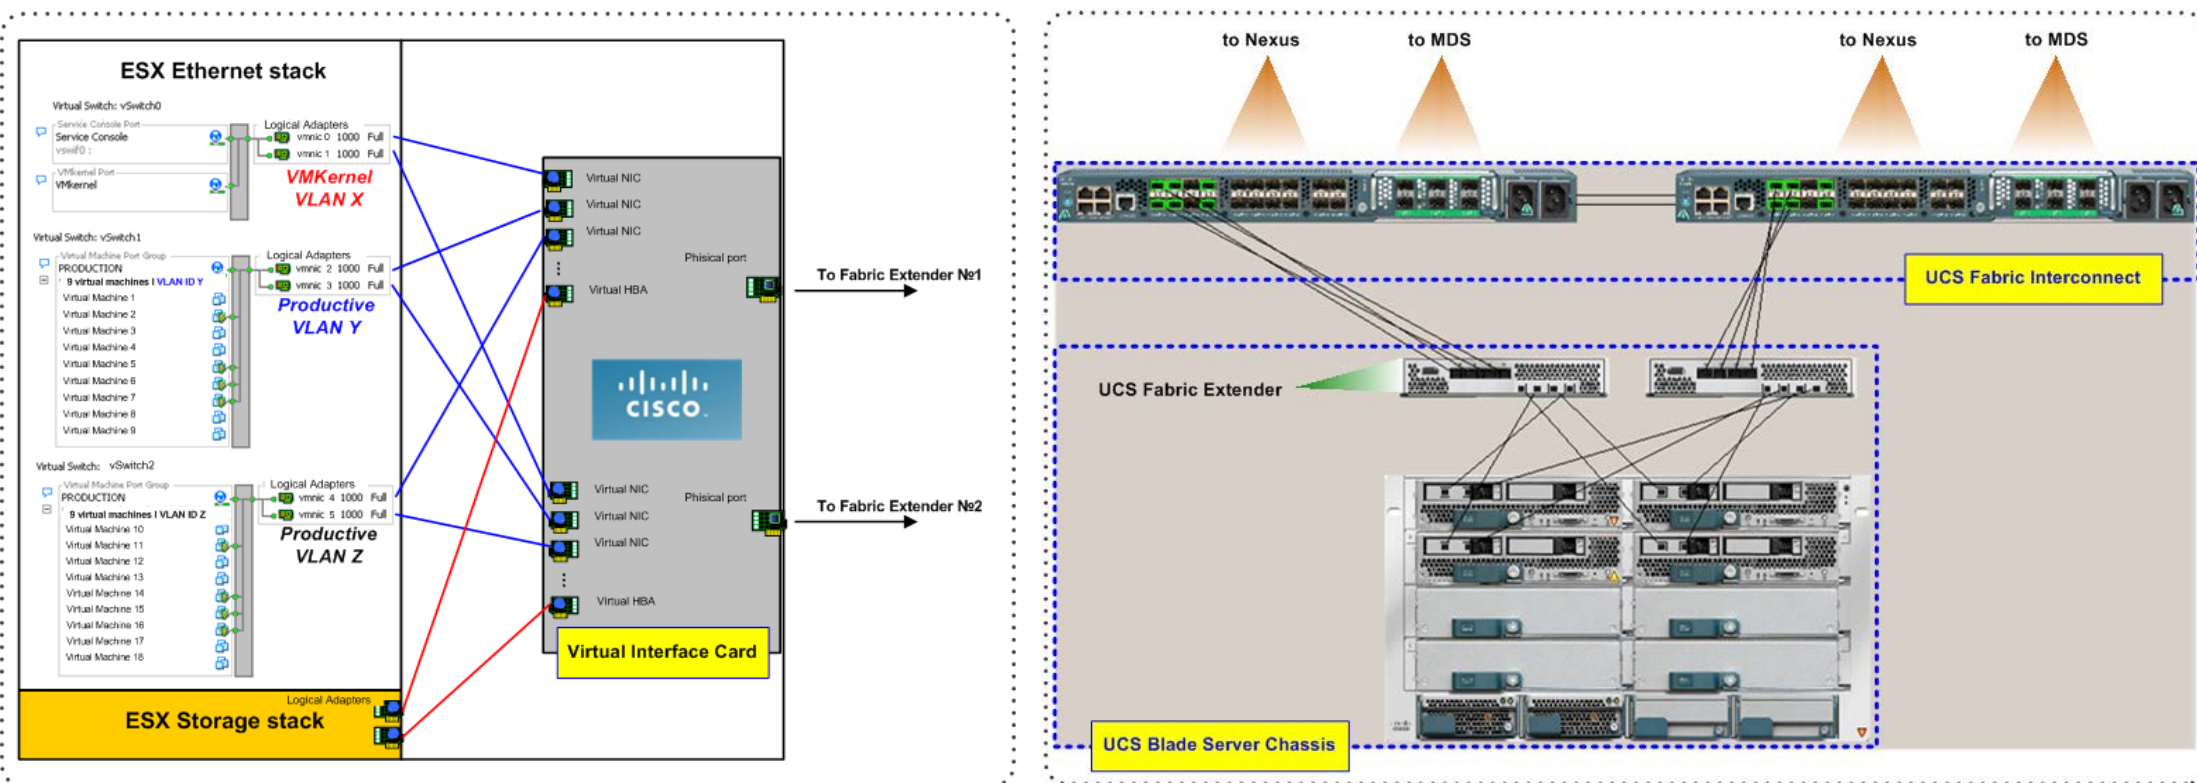 ESX Ethernet stack
Virtual Switch: vSwitch0
Service Console Port
Service Console
vswif0 :
Logical Adapters
vmnic 0 1000 Full
vmnic 1 1000 Full
VMkernel Port
VMkernel
VMKernel
VLAN X
Virtual Switch: vSwitch1
Virtual Machine Port Group
PRODUCTION
9 virtual machines I VLAN ID Y
Virtual Machine 1
Virtual Machine 2
Virtual Machine 3
Virtual Machine 4
Virtual Machine 5
Virtual Machine 6
Virtual Machine 7
Virtual Machine 8
Virtual Machine 9
Logical Adapters
vmnic 2 1000 Full
vmnic 3 1000 Full
Productive
VLAN Y
Virtual Switch: vSwitch2
Virtual Machine Port Group
PRODUCTION
9 virtual machines I VLAN ID Z
Virtual Machine 10
Virtual Machine 11
Virtual Machine 12
Virtual Machine 13
Virtual Machine 14
Virtual Machine 15
Virtual Machine 16
Virtual Machine 17
Virtual Machine 18
Logical Adapters
vmnic 4 1000 Full
vmnic 5 1000 Full
Productive
VLAN Z
Logical Adapters
ESX Storage stack
Virtual NIC
Virtual NIC
Virtual NIC
Phisical port
Virtual HBA
CISCO
Virtual NIC
Virtual NIC
Virtual NIC
Phisical port
Virtual HBA
Virtual Interface Card
To Fabric Extender №1
To Fabric Extender №2
to Nexus
to MDS
to Nexus
to MDS
UCS Fabric Interconnect
UCS Fabric Extender
UCS Blade Server Chassis